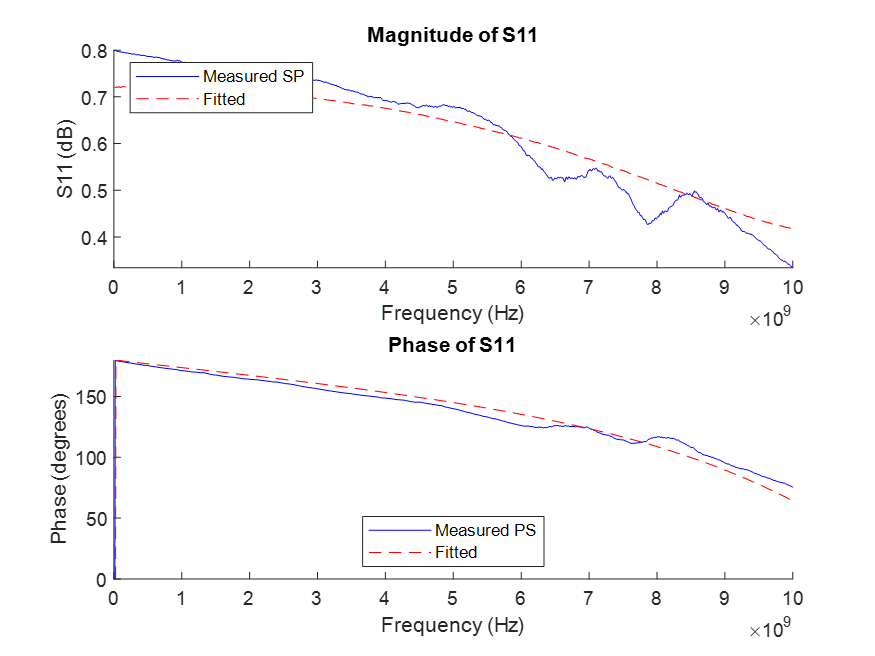 Magnitude of S11
0.8
0.7
0.6
0.5
0.4
S11 (dB)
Measured SP
Fitted
0 1 2 3 4 5 6 7 8 9 10
Frequency (Hz)
×10⁹
Phase of S11
150
100
50
0
Phase (degrees)
Measured PS
Fitted
0 1 2 3 4 5 6 7 8 9 10
Frequency (Hz)
×10⁹